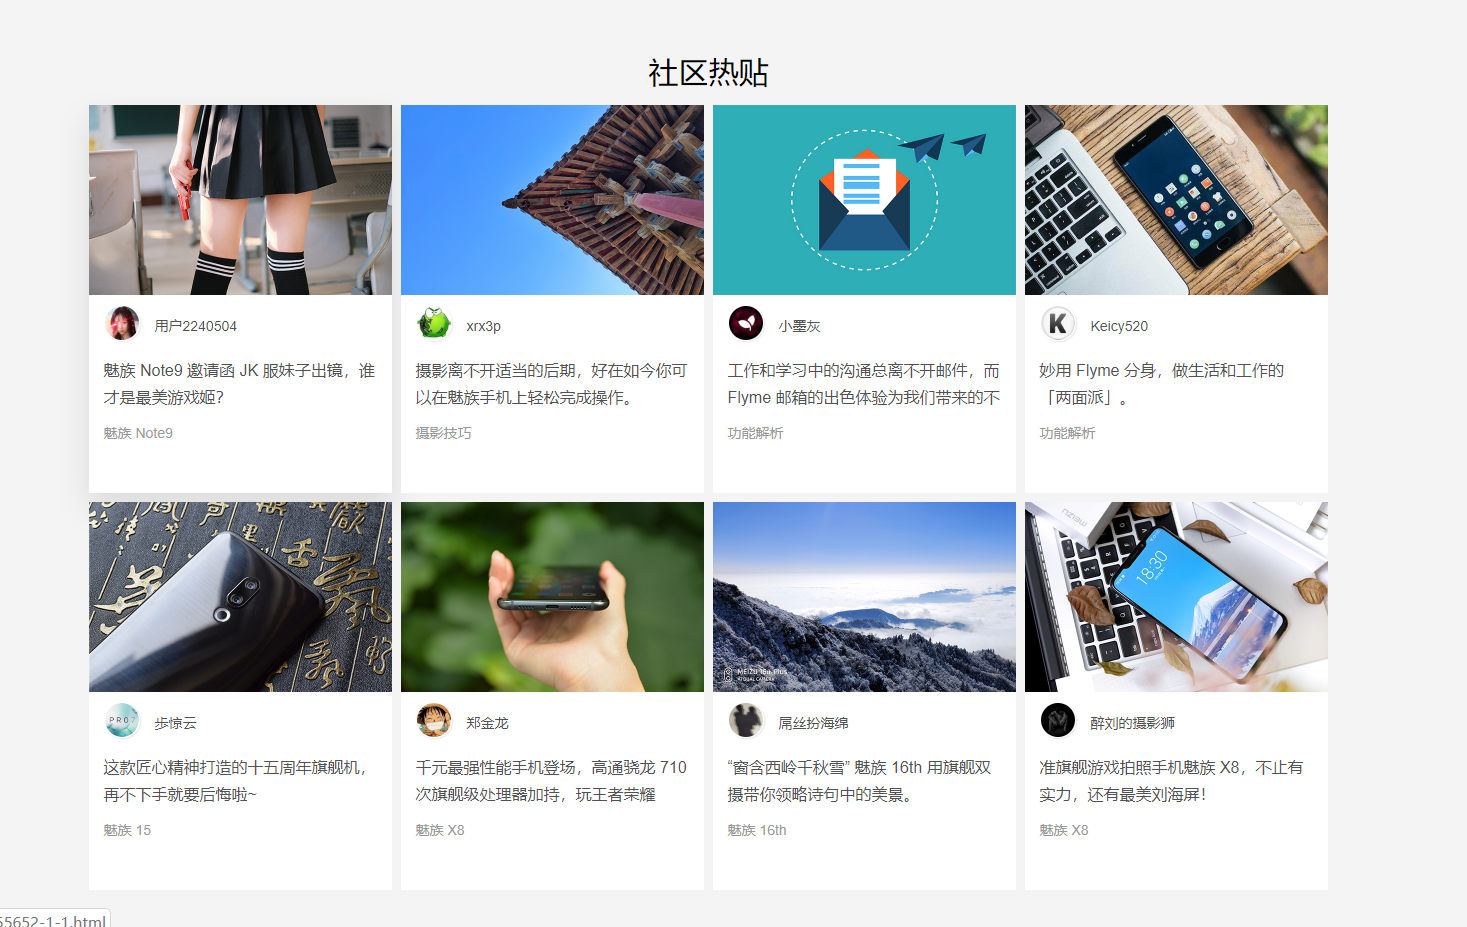 社区热贴
用户2240504
魅族 Note9 邀请函 JK 服妹子出镜，谁
才是最美游戏姬？
魅族 Note9
xrx3p
摄影离不开适当的后期，好在如今你可
以在魅族手机上轻松完成操作。
摄影技巧
小墨灰
工作和学习中的沟通总离不开邮件，而
Flyme 邮箱的出色体验为我们带来的不
功能解析
K
Keicy520
妙用 Flyme 分身，做生活和工作的
「两面派」。
功能解析
PRO7
歩惊云
这款匠心精神打造的十五周年旗舰机，
再不下手就要后悔啦~
魅族 15
郑金龙
千元最强性能手机登场，高通骁龙 710
次旗舰级处理器加持，玩王者荣耀
魅族 X8
MEIZU 16th Plus
AI DUAL CAMERA
屌丝扮海绵
“窗含西岭千秋雪” 魅族 16th 用旗舰双
摄带你领略诗句中的美景。
魅族 16th
MEIZU
18:30
醉刘的摄影狮
准旗舰游戏拍照手机魅族 X8，不止有
实力，还有最美刘海屏！
魅族 X8
55652-1-1.html